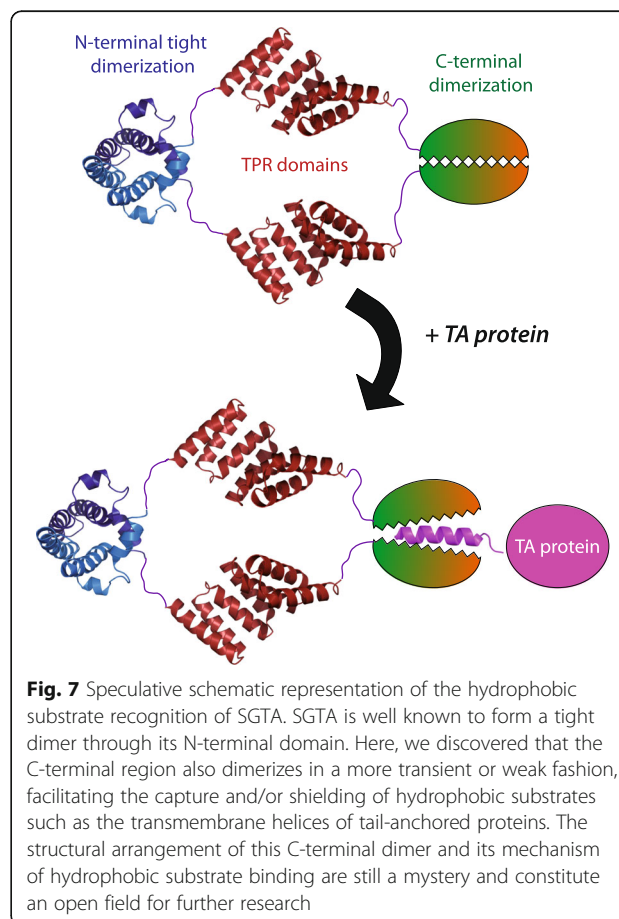 N-terminal tight
dimerization
C-terminal
dimerization
TPR domains
+ TA protein
TA protein
Fig. 7 Speculative schematic representation of the hydrophobic
substrate recognition of SGTA. SGTA is well known to form a tight
dimer through its N-terminal domain. Here, we discovered that the
C-terminal region also dimerizes in a more transient or weak fashion,
facilitating the capture and/or shielding of hydrophobic substrates
such as the transmembrane helices of tail-anchored proteins. The
structural arrangement of this C-terminal dimer and its mechanism
of hydrophobic substrate binding are still a mystery and constitute
an open field for further research